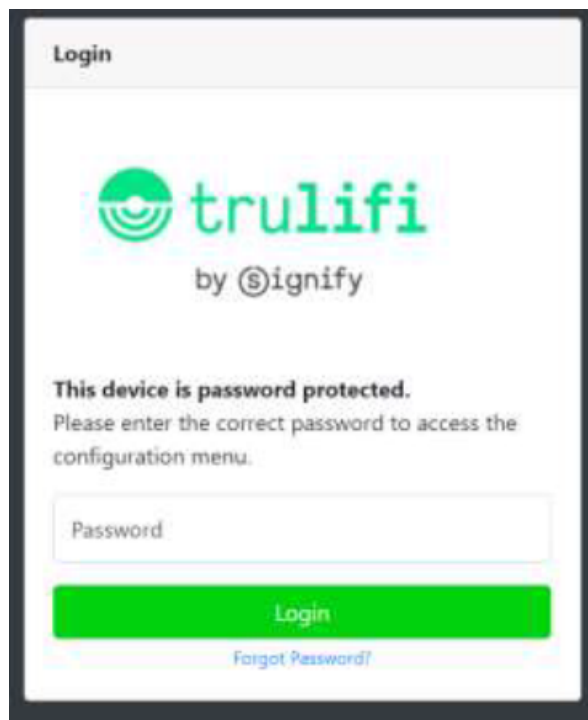 Login
trulifi
by Signify
This device is password protected.
Please enter the correct password to access the
configuration menu.
Password
Login
Forgot Password?